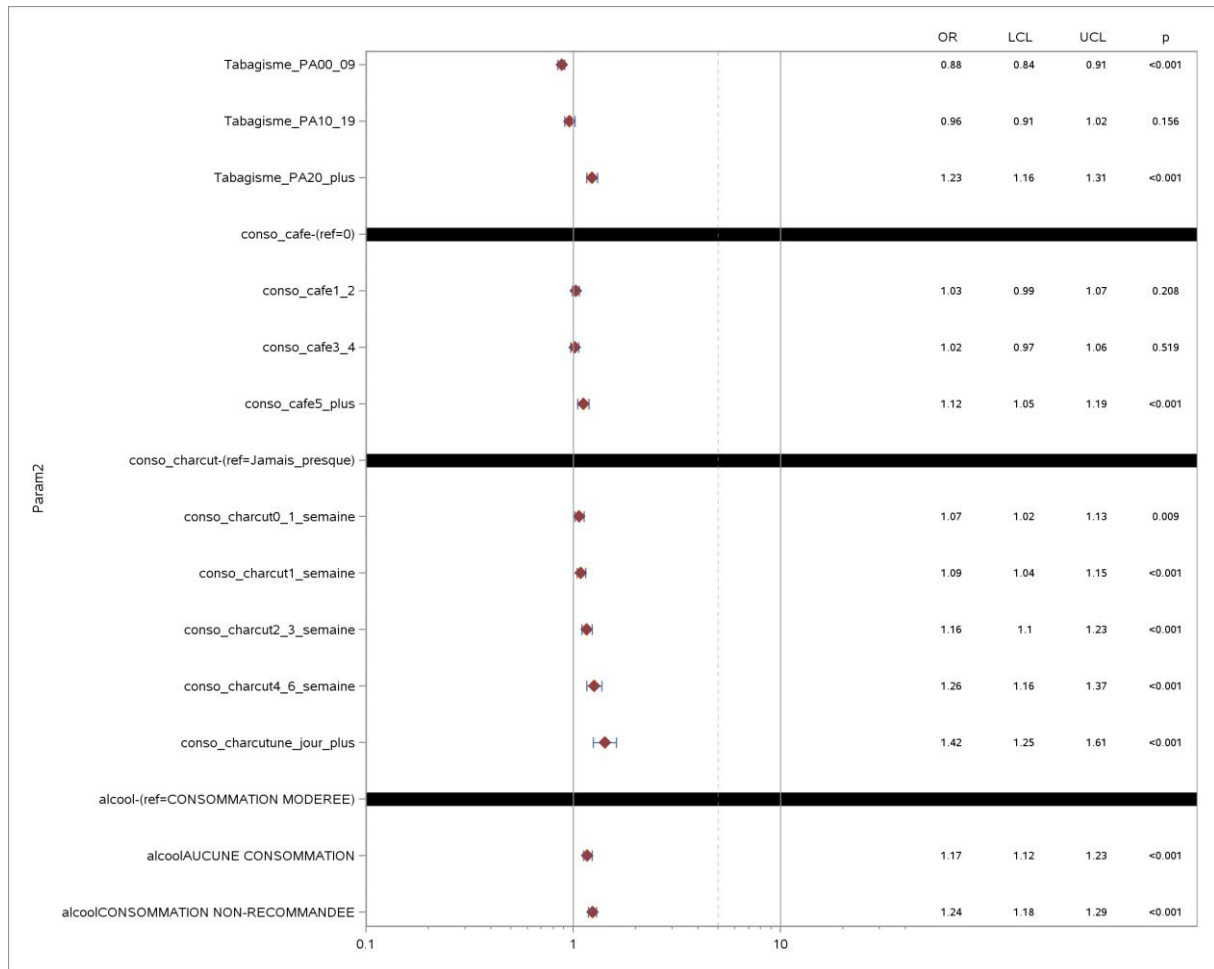 OR LCL UCL p
Tabagisme_PA00_09 0.88 0.84 0.91 <0.001
Tabagisme_PA10_19 0.96 0.91 1.02 0.156
Tabagisme_PA20_plus 1.23 1.16 1.31 <0.001
conso_cafe-(ref=0)
conso_cafe1_2 1.03 0.99 1.07 0.208
conso_cafe3_4 1.02 0.97 1.06 0.519
conso_cafe5_plus 1.12 1.05 1.19 <0.001
conso_charcut-(ref=Jamais_presque)
Param2
conso_charcut0_1_semaine 1.07 1.02 1.13 0.009
conso_charcut1_semaine 1.09 1.04 1.15 <0.001
conso_charcut2_3_semaine 1.16 1.1 1.23 <0.001
conso_charcut4_6_semaine 1.26 1.16 1.37 <0.001
conso_charcutune_jour_plus 1.42 1.25 1.61 <0.001
alcool-(ref=CONSOMMATION MODEREE)
alcoolAUCUNE CONSOMMATION 1.17 1.12 1.23 <0.001
alcoolCONSOMMATION NON-RECOMMANDEE 1.24 1.18 1.29 <0.001
0.1 1 10